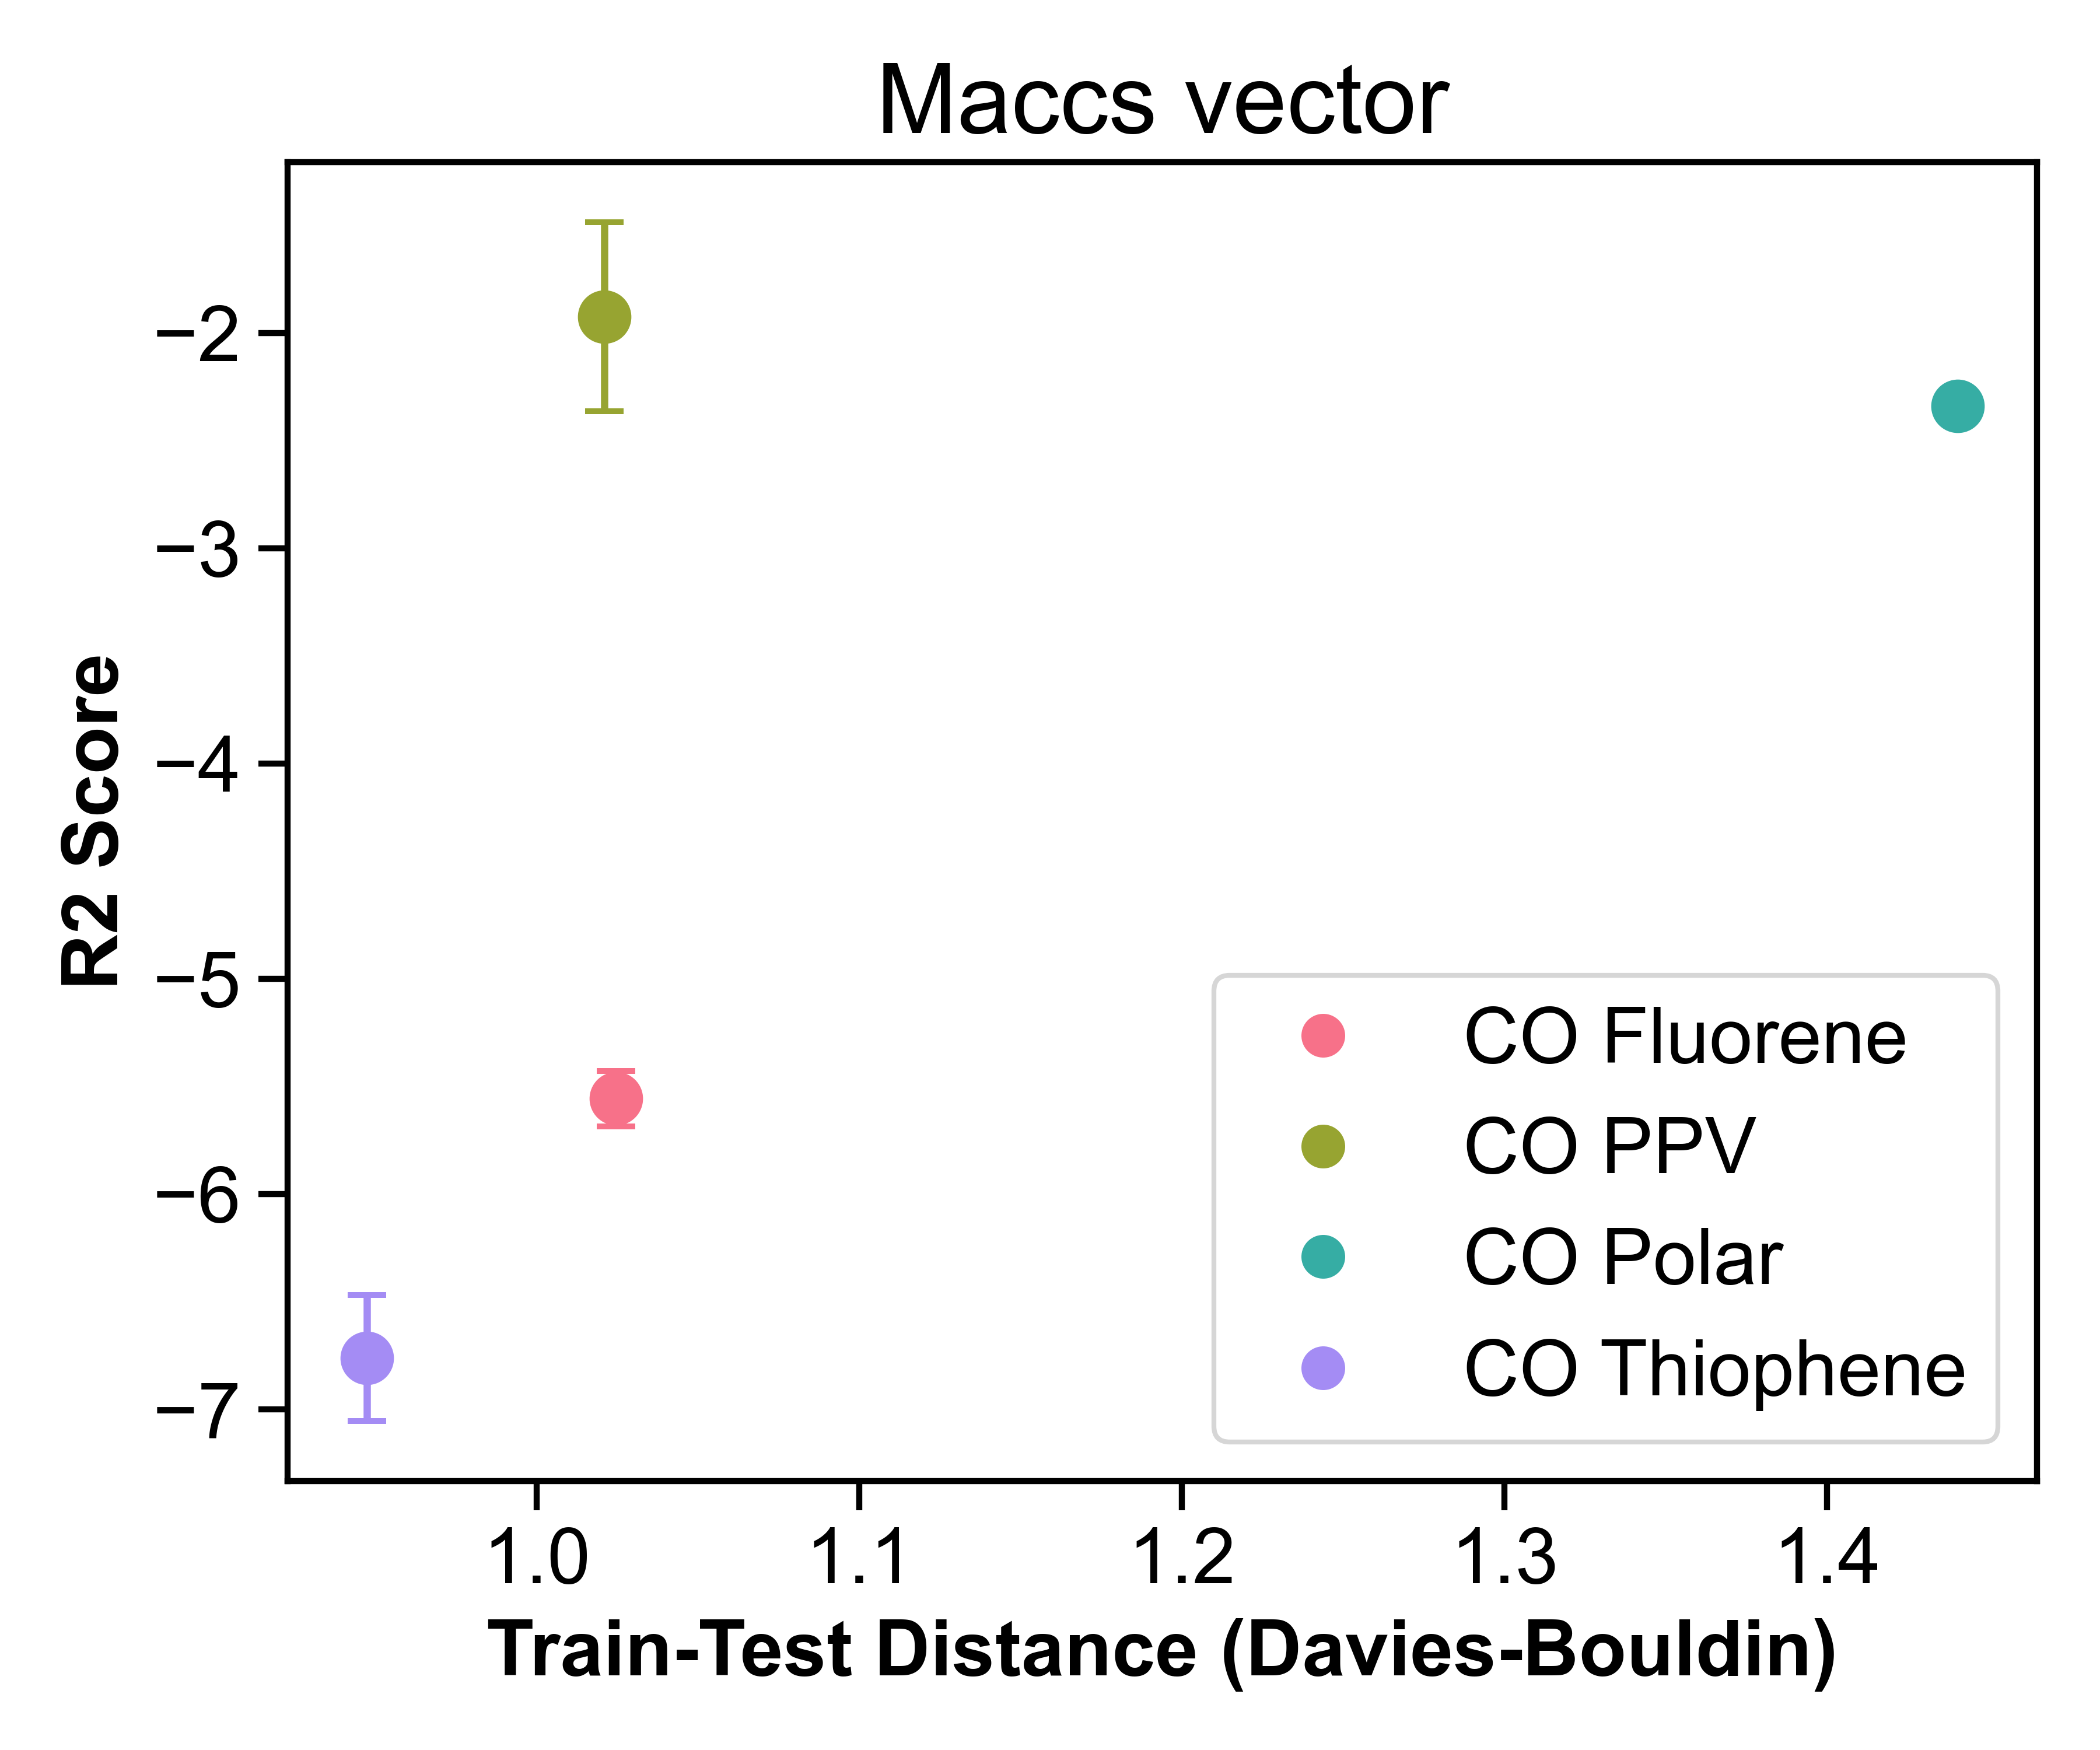 Maccs vector
R2 Score
−2
−3
−4
−5
−6
−7
CO Fluorene
CO PPV
CO Polar
CO Thiophene
1.0 1.1 1.2 1.3 1.4
Train-Test Distance (Davies-Bouldin)